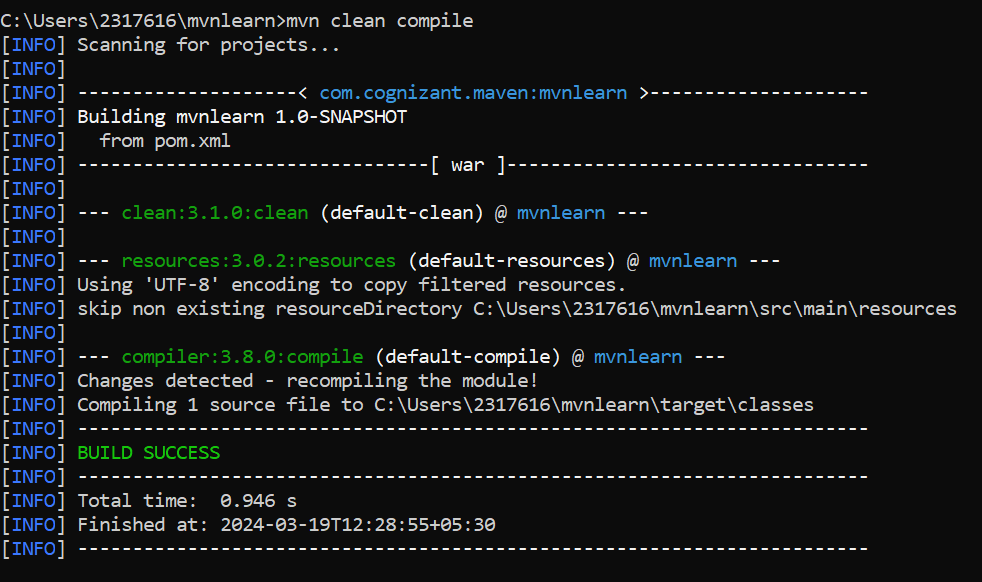 C:\Users\2317616\mvnlearn>mvn clean compile
[INFO] Scanning for projects...
[INFO]
[INFO] --------------------< com.cognizant.maven:mvnlearn >--------------------
[INFO] Building mvnlearn 1.0-SNAPSHOT
[INFO]   from pom.xml
[INFO] --------------------------------[ war ]---------------------------------
[INFO]
[INFO] --- clean:3.1.0:clean (default-clean) @ mvnlearn ---
[INFO]
[INFO] --- resources:3.0.2:resources (default-resources) @ mvnlearn ---
[INFO] Using 'UTF-8' encoding to copy filtered resources.
[INFO] skip non existing resourceDirectory C:\Users\2317616\mvnlearn\src\main\resources
[INFO]
[INFO] --- compiler:3.8.0:compile (default-compile) @ mvnlearn ---
[INFO] Changes detected - recompiling the module!
[INFO] Compiling 1 source file to C:\Users\2317616\mvnlearn\target\classes
[INFO] ------------------------------------------------------------------------
[INFO] BUILD SUCCESS
[INFO] ------------------------------------------------------------------------
[INFO] Total time:  0.946 s
[INFO] Finished at: 2024-03-19T12:28:55+05:30
[INFO] ------------------------------------------------------------------------